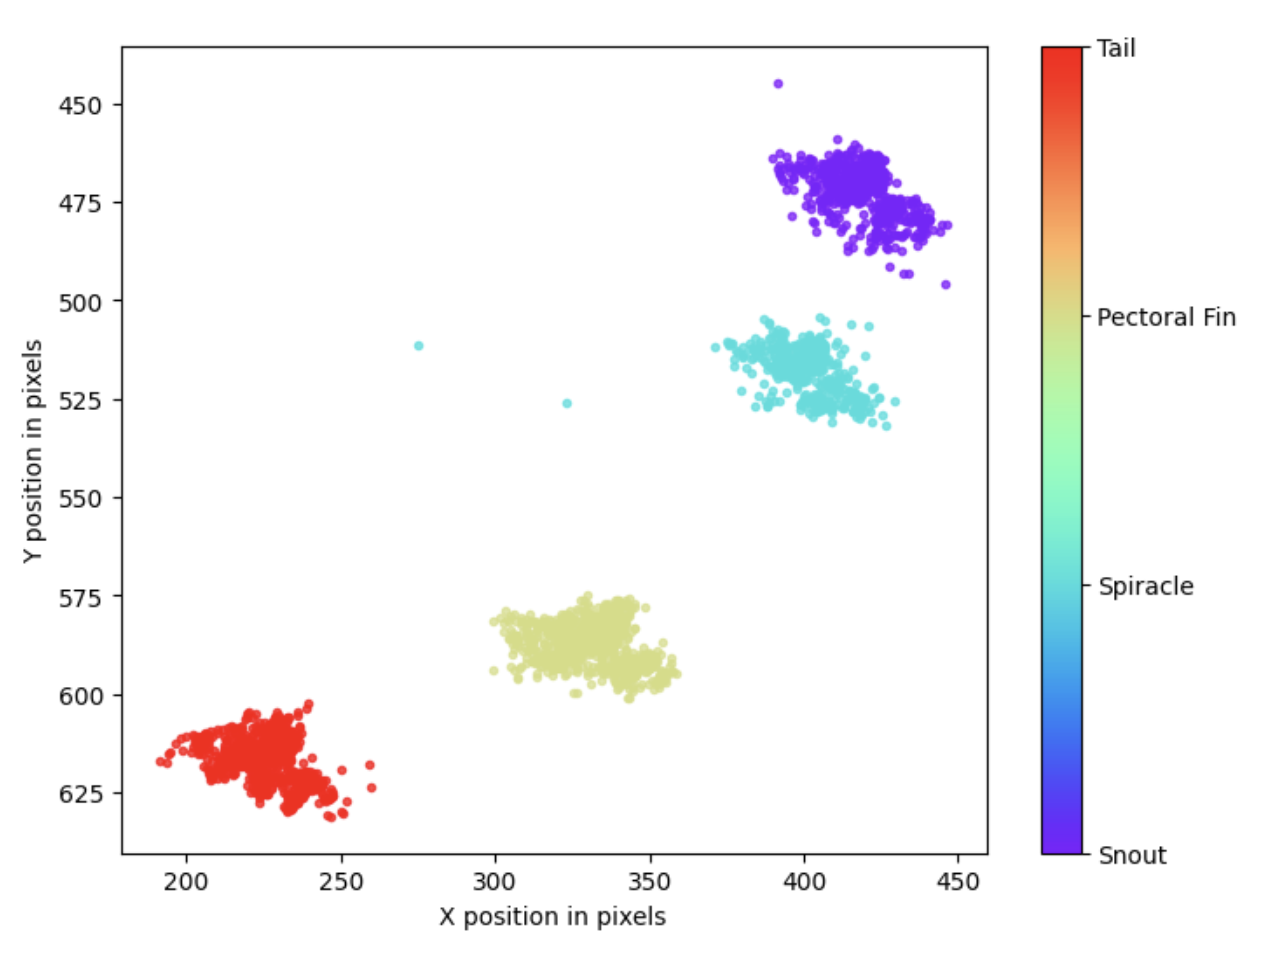 Tail
450
475
500
Pectoral Fin
525
550
575
Spiracle
600
625
Snout
200 250 300 350 400 450
X position in pixels
Y position in pixels